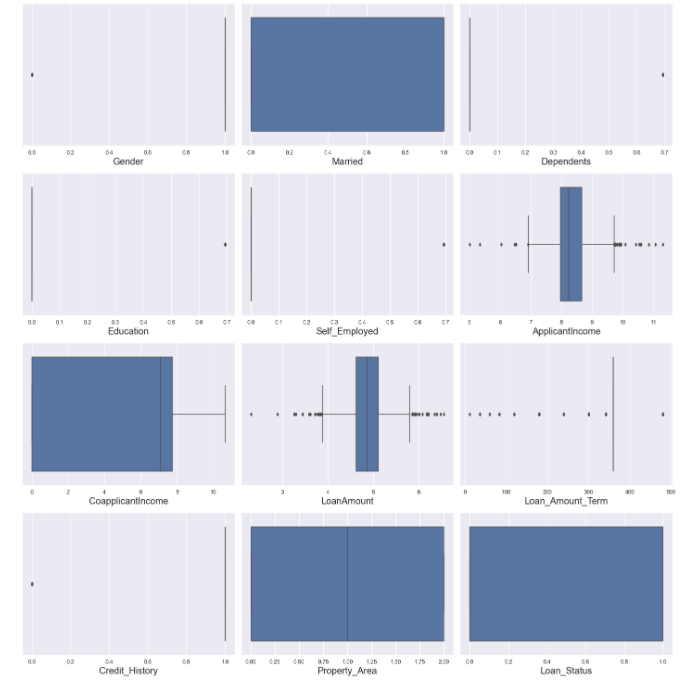 0.0 0.2 0.4 0.6 0.8 1.0
Gender
0.0 0.2 0.4 0.6 0.8 1.0
Married
0.0 0.1 0.2 0.3 0.4 0.5 0.6 0.7
Dependents
0.0 0.1 0.2 0.3 0.4 0.5 0.6 0.7
Education
0.0 0.1 0.2 0.3 0.4 0.5 0.6 0.7
Self_Employed
5 6 7 8 9 10 11
ApplicantIncome
0 2 4 6 8 10
CoapplicantIncome
3 4 5 6
LoanAmount
0 100 200 300 400 500
Loan_Amount_Term
0.0 0.2 0.4 0.6 0.8 1.0
Credit_History
0.00 0.25 0.50 0.75 1.00 1.25 1.50 1.75 2.00
Property_Area
0.0 0.2 0.4 0.6 0.8 1.0
Loan_Status